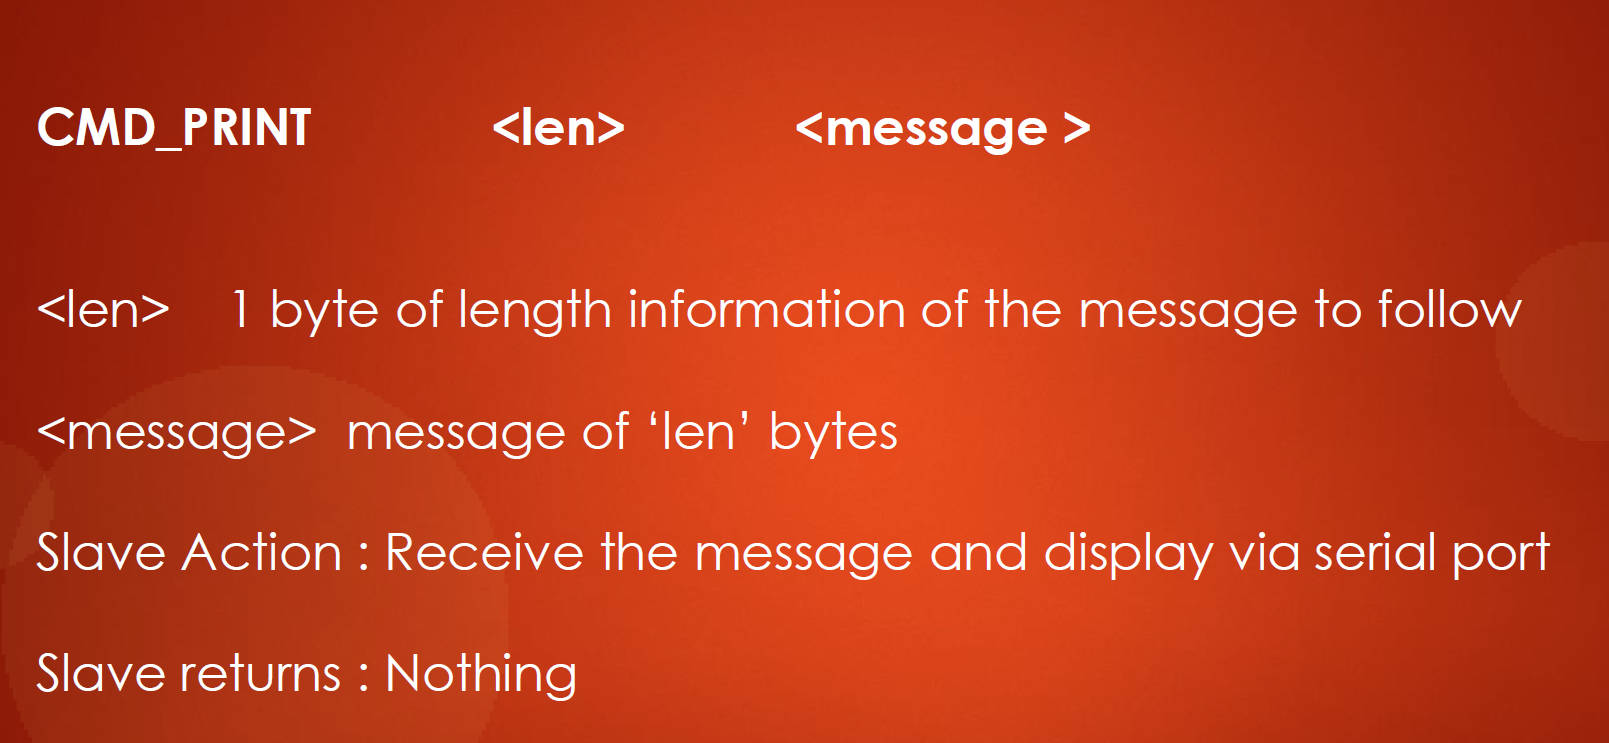 CMD_PRINT <len> <message >
<len> 1 byte of length information of the message to follow
<message> message of ‘len’ bytes
Slave Action : Receive the message and display via serial port
Slave returns : Nothing